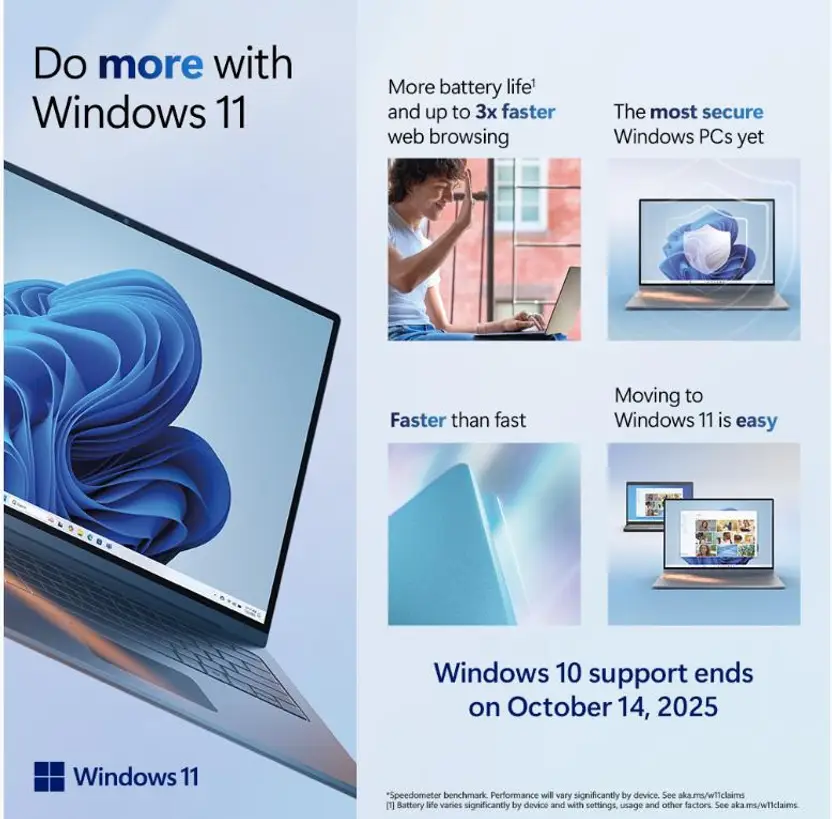 Do more with
Windows 11
More battery life¹
and up to 3x faster
web browsing
The most secure
Windows PCs yet
Faster than fast
Moving to
Windows 11 is easy
Windows 10 support ends
on October 14, 2025
Windows 11
*Speedometer benchmark. Performance will vary significantly by device. See aka.ms/w11claims
[1] Battery life varies significantly by device and with settings, usage and other factors. See aka.ms/w11claims.